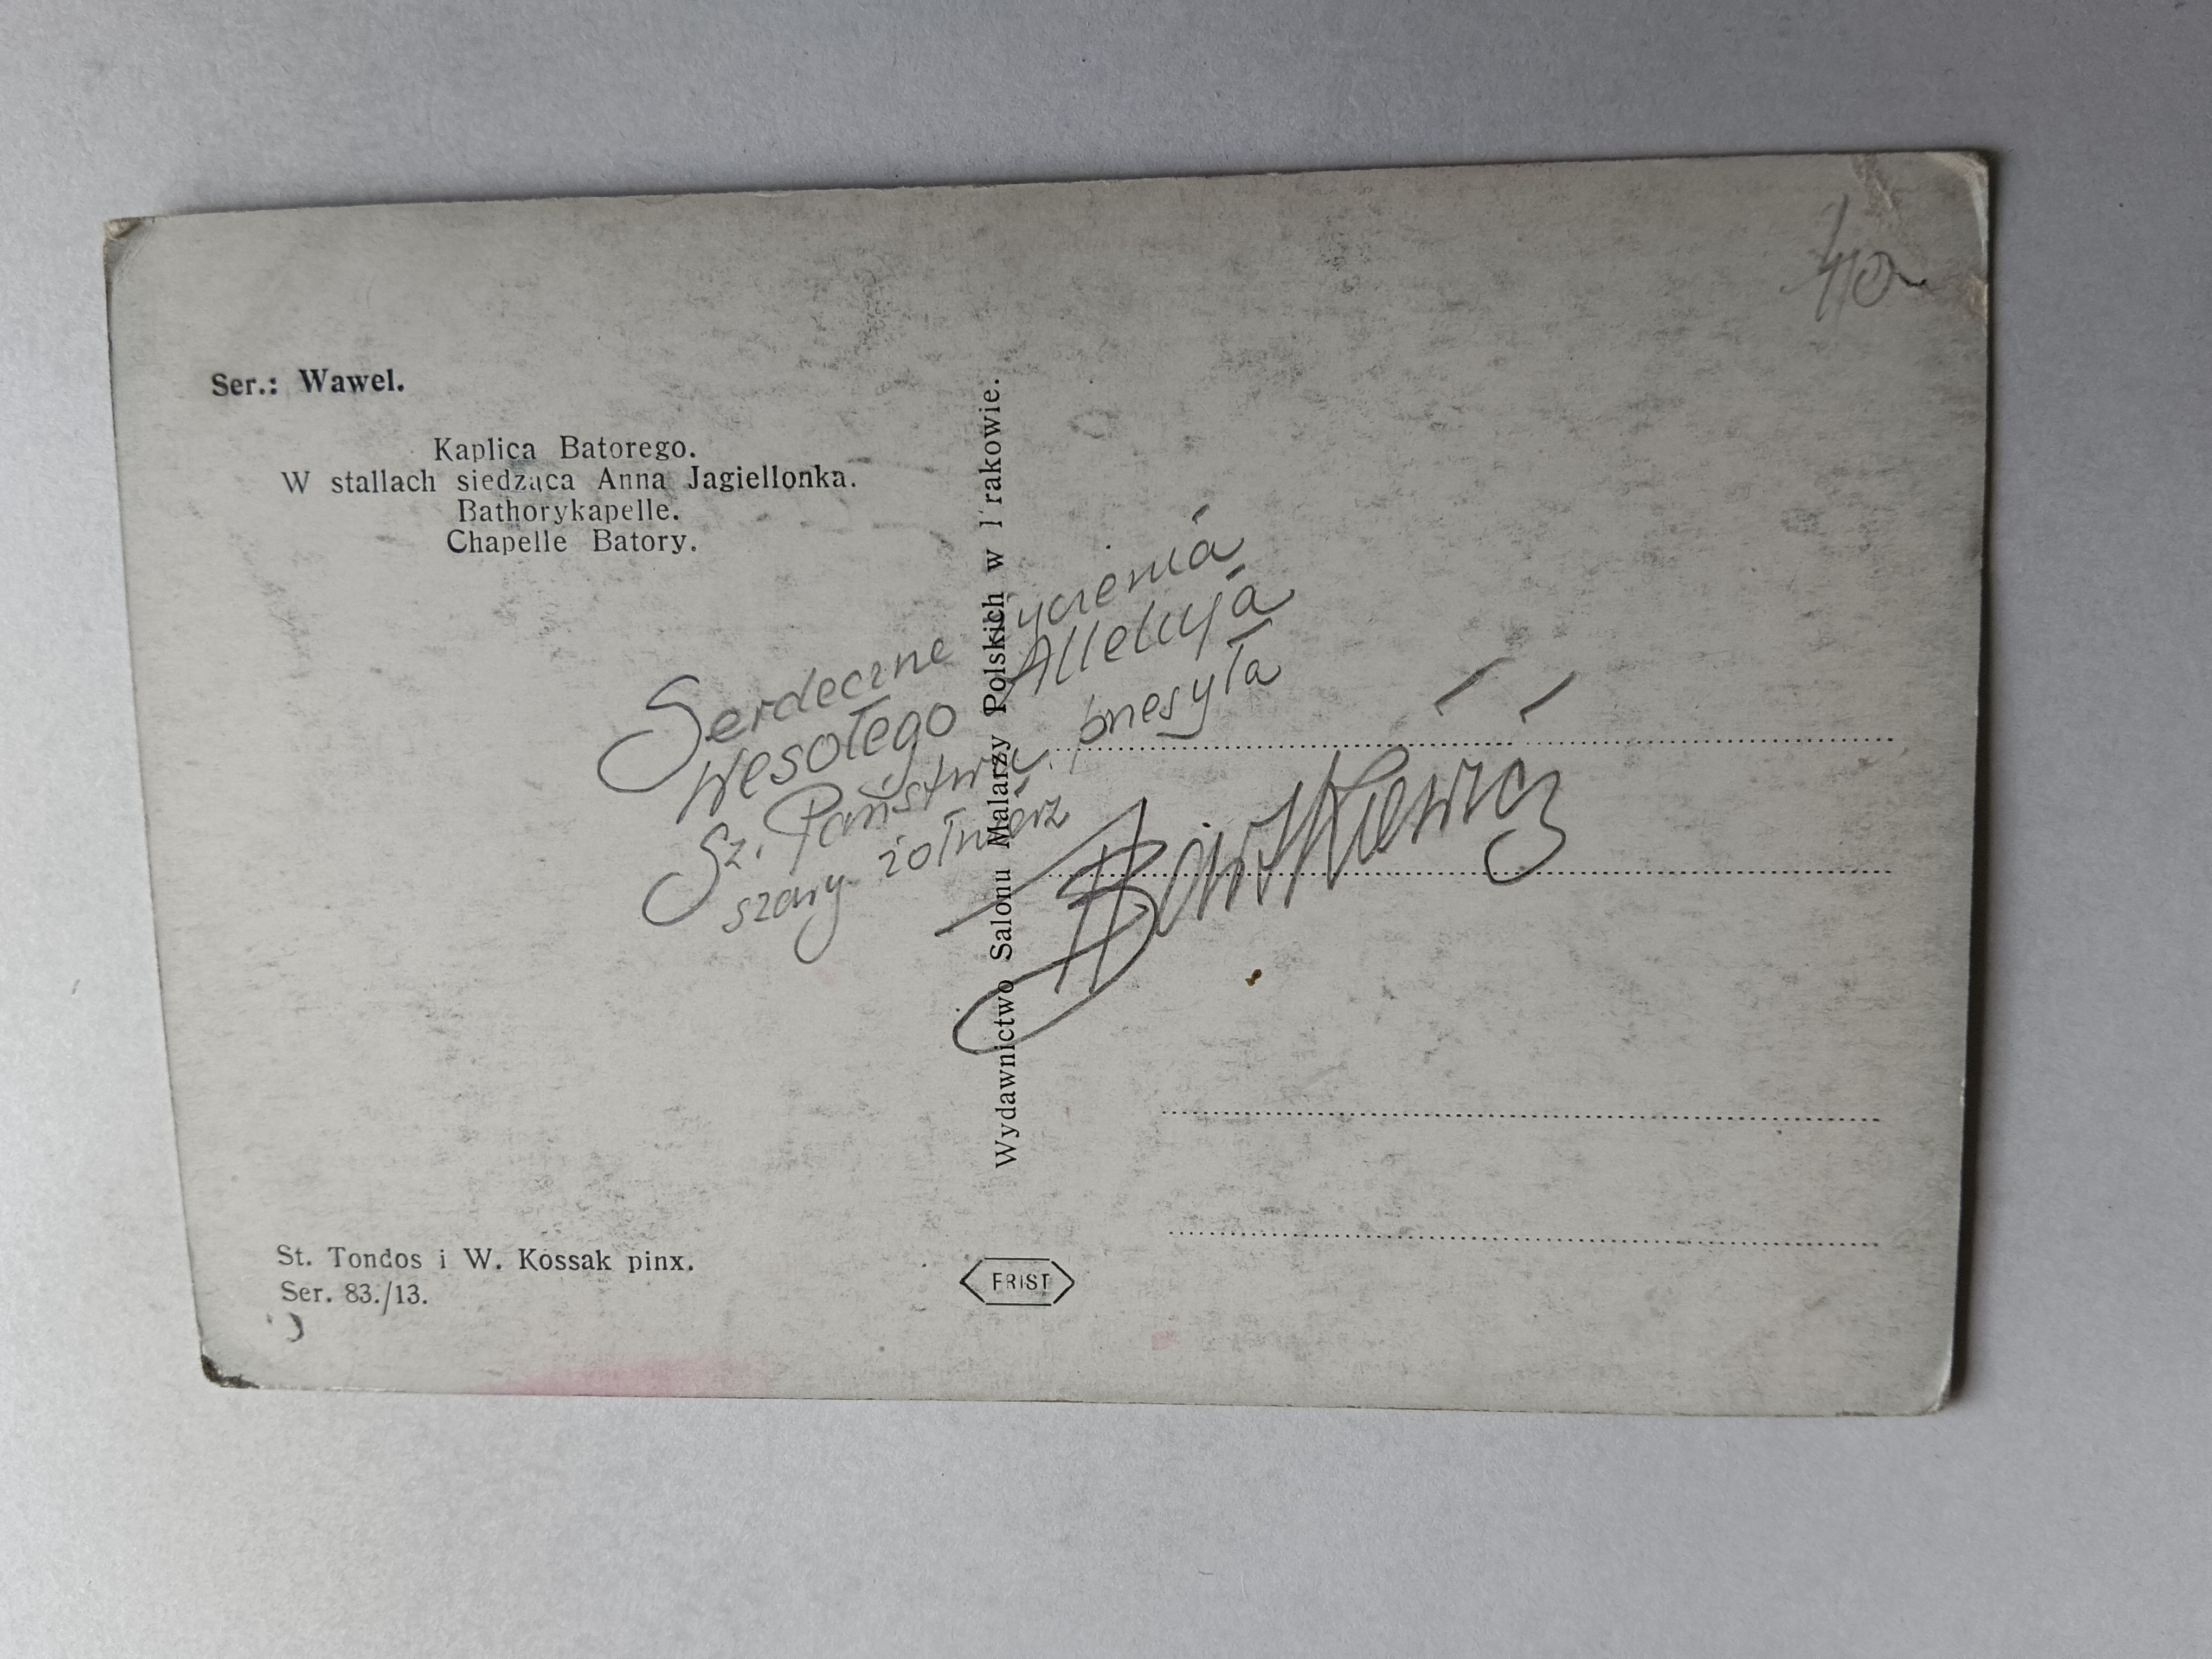 Ser.: Wawel.
Kaplica Batorego.
W stallach siedząca Anna Jagiellonka.
Bathorykapelle.
Chapelle Batory.
St. Tondos i W. Kossak pinx.
Ser. 83./13.
Wydawnictwo Salonu Malarzy Polskich w Krakowie.
FRIST
Serdeczne życzenia
Wesołego Alleluja
Sz. Państwu przesyła
szary żołnierz
40